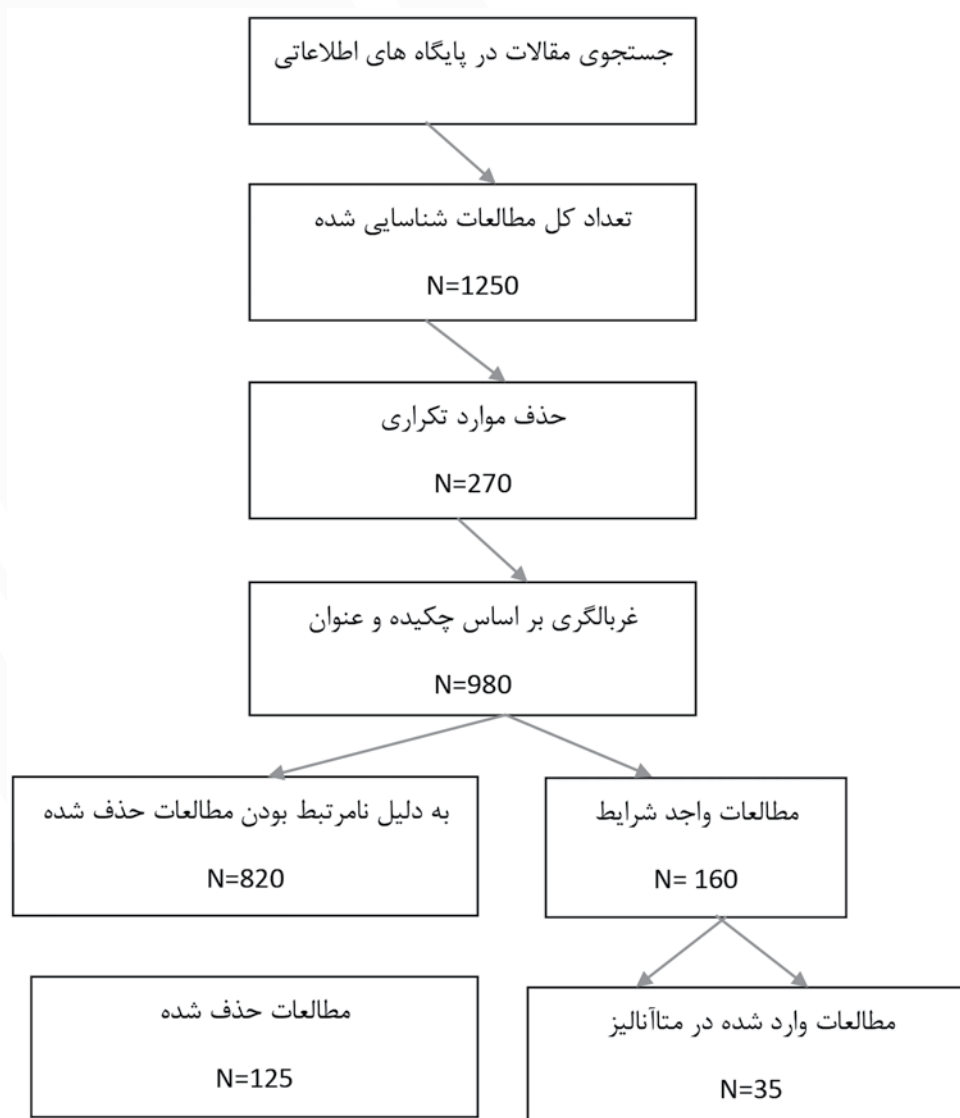 جستجوی مقالات در پایگاه های اطلاعاتی
تعداد کل مطالعات شناسایی شده
N=1250
حذف موارد تکراری
N=270
غربالگری بر اساس چکیده و عنوان
N=980
مطالعات واجد شرایط
N= 160
به دلیل نامرتبط بودن مطالعات حذف شده
N=820
مطالعات وارد شده در متاآنالیز
N=35
مطالعات حذف شده
N=125